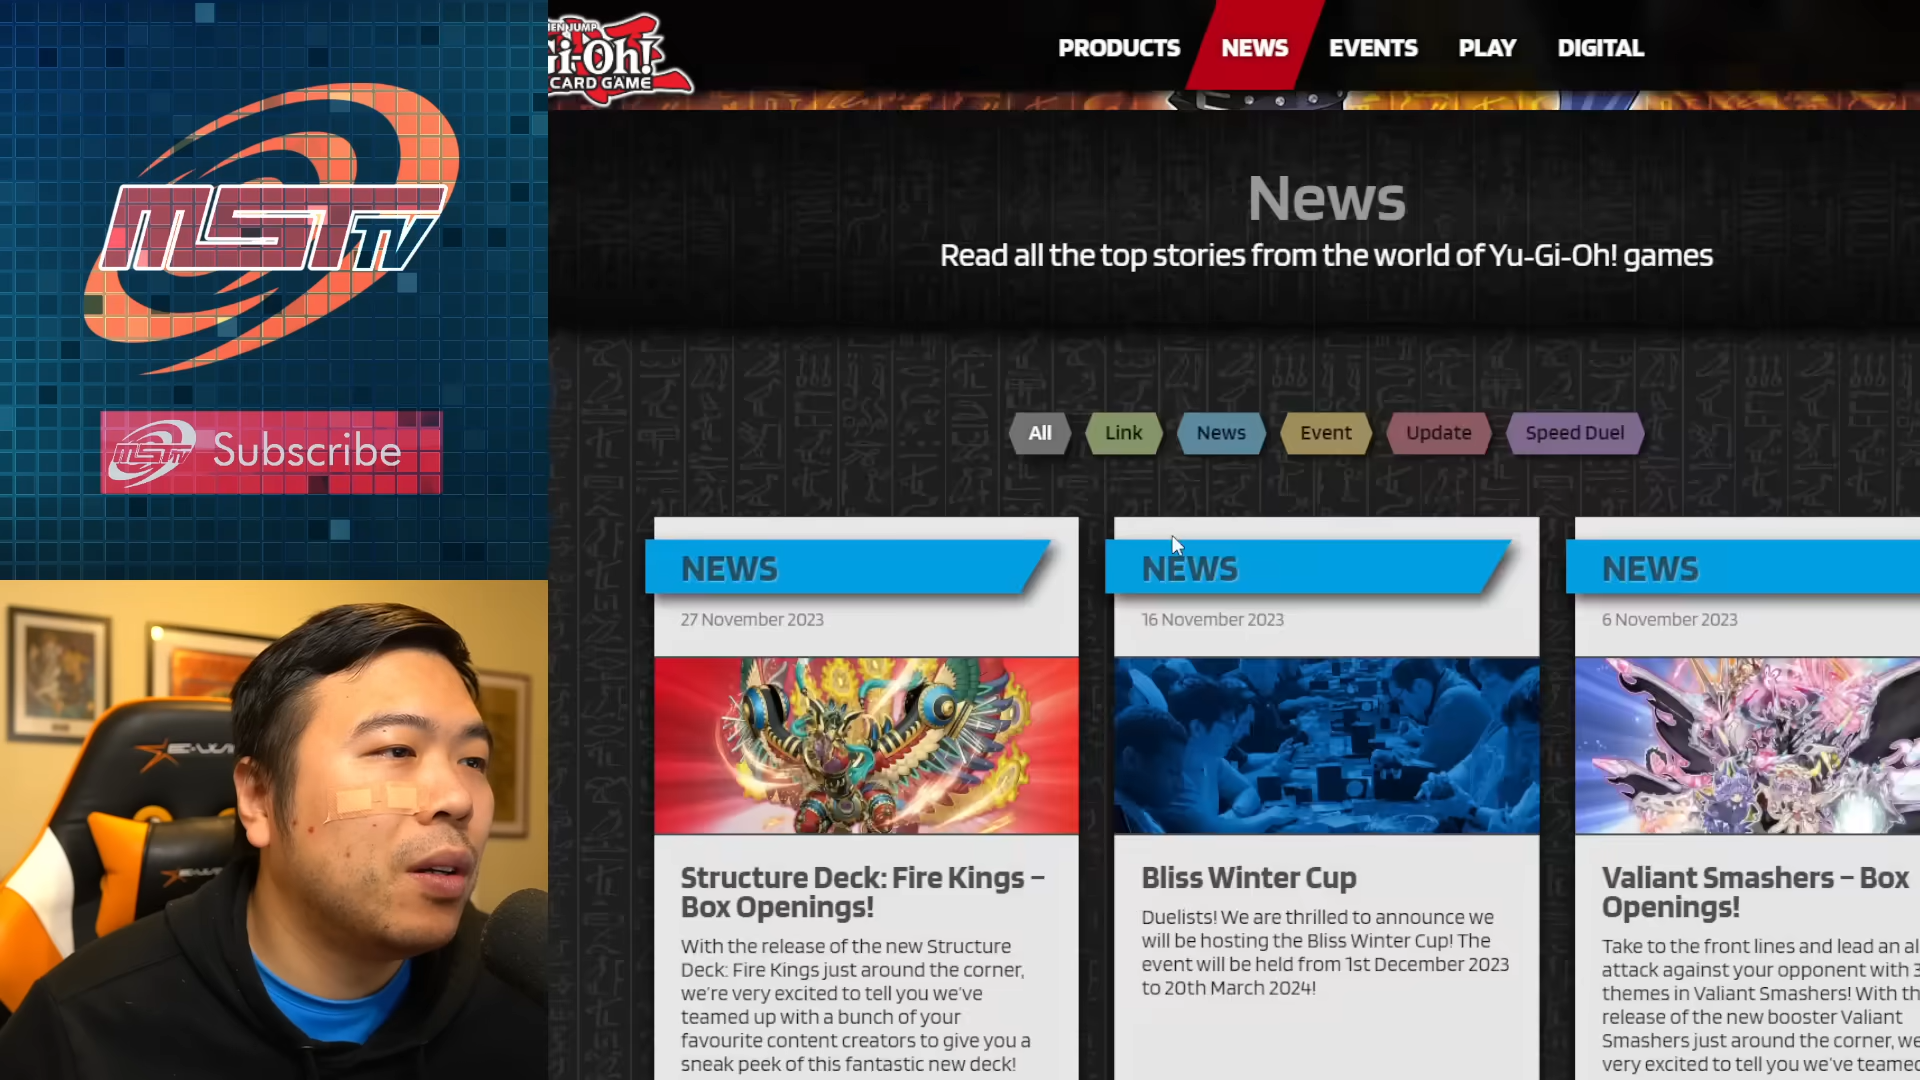 MSTTV
MSTTV Subscribe
E-WIN
Gi-Oh!
CARD GAME
PRODUCTS NEWS EVENTS PLAY DIGITAL
News
Read all the top stories from the world of Yu-Gi-Oh! games
All Link News Event Update Speed Duel
NEWS
27 November 2023
Structure Deck: Fire Kings –
Box Openings!
With the release of the new Structure
Deck: Fire Kings just around the corner,
we're very excited to tell you we've
teamed up with a bunch of your
favourite content creators to give you a
sneak peek of this fantastic new deck!
NEWS
16 November 2023
Bliss Winter Cup
Duelists! We are thrilled to announce we
will be hosting the Bliss Winter Cup! The
event will be held from 1st December 2023
to 20th March 2024!
NEWS
6 November 2023
Valiant Smashers – Box
Openings!
Take to the front lines and lead an al
attack against your opponent with 3
themes in Valiant Smashers! With th
release of the new booster Valiant
Smashers just around the corner, we
very excited to tell you we've teamed